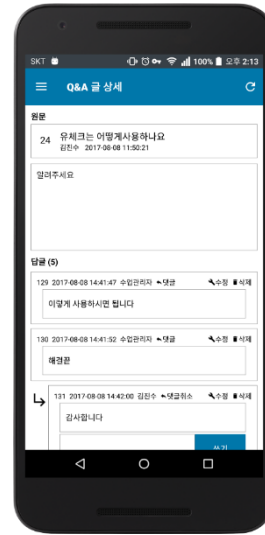 SKT 100% 오후 2:13
Q&A 글 상세
원문
24 유체크는 어떻게사용하나요
김진수 2017-08-08 11:50:21
알려주세요
답글 (5)
129 2017-08-08 14:41:47 수업관리자 댓글 수정 삭제
이렇게 사용하시면 됩니다
130 2017-08-08 14:41:52 수업관리자 댓글 수정 삭제
해결끝
131 2017-08-08 14:42:00 김진수 댓글취소 수정 삭제
감사합니다
쓰기